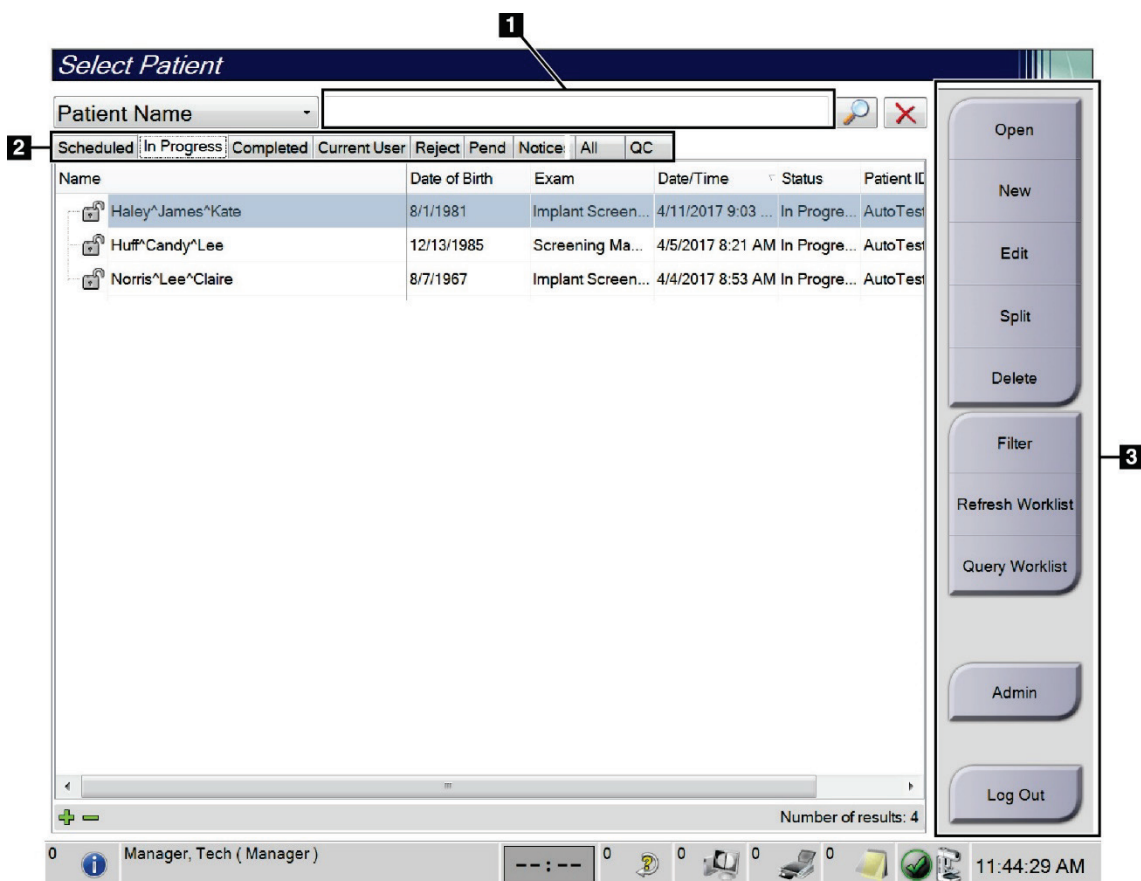 1
Select Patient
Patient Name
2
Scheduled In Progress Completed Current User Reject Pend Notice All QC
Name Date of Birth Exam Date/Time Status Patient ID
Haley^James^Kate 8/1/1981 Implant Screen... 4/11/2017 9:03 ... In Progre... AutoTest
Huff^Candy^Lee 12/13/1985 Screening Ma... 4/5/2017 8:21 AM In Progre... AutoTest
Norris^Lee^Claire 8/7/1967 Implant Screen... 4/4/2017 8:53 AM In Progre... AutoTest
Number of results: 4
Open
New
Edit
Split
Delete
Filter
3
Refresh Worklist
Query Worklist
Admin
Log Out
0 Manager, Tech ( Manager ) --:-- 0 0 0 0 11:44:29 AM